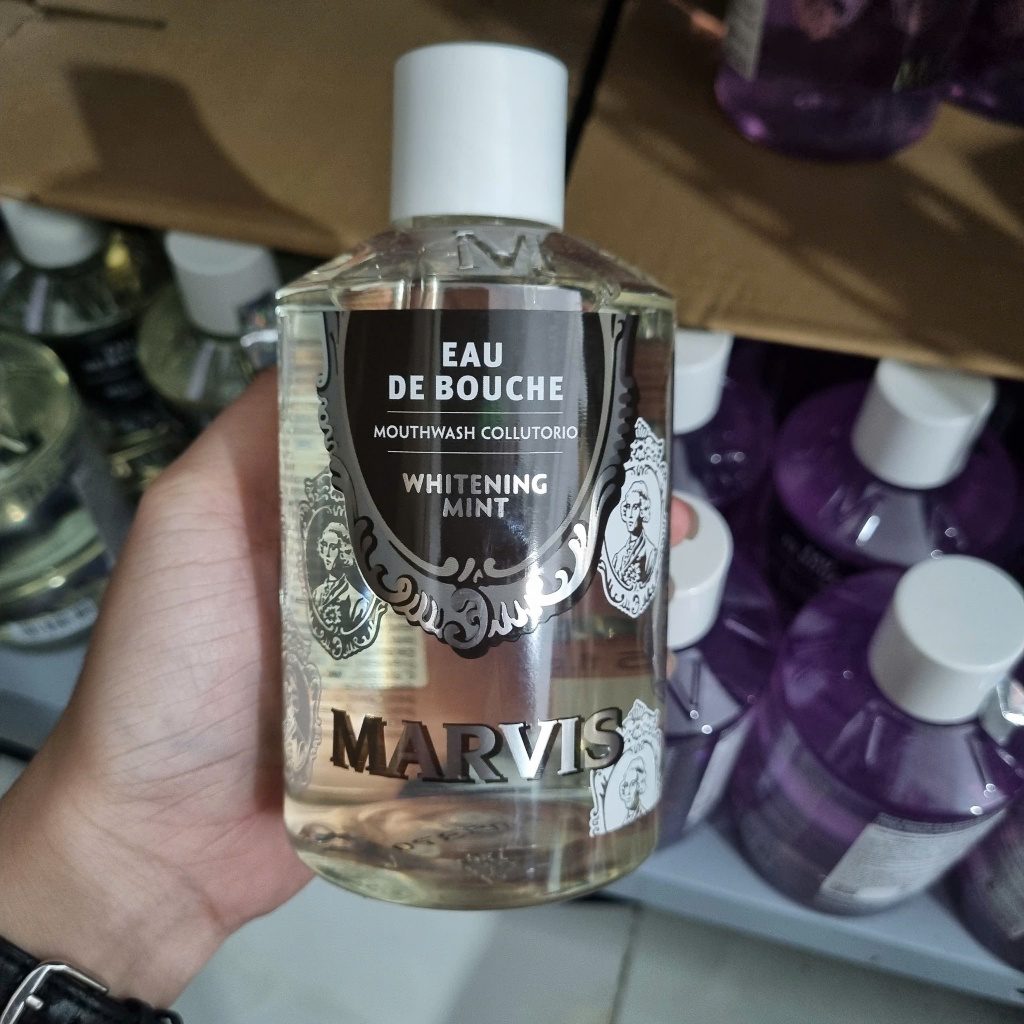 M
EAU
DE BOUCHE
MOUTHWASH COLLUTORIO
WHITENING
MINT
MARVIS